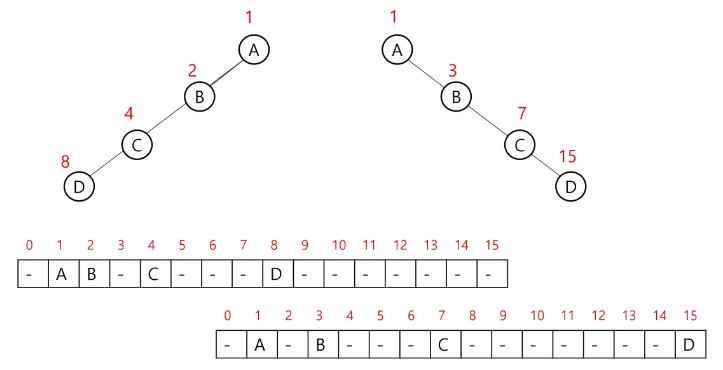 1 1
A A
2 3
B B
4 7
C C
8 15
D D
0 1 2 3 4 5 6 7 8 9 10 11 12 13 14 15
- A B - C - - - D - - - - - - -
0 1 2 3 4 5 6 7 8 9 10 11 12 13 14 15
- A - B - - - C - - - - - - - D